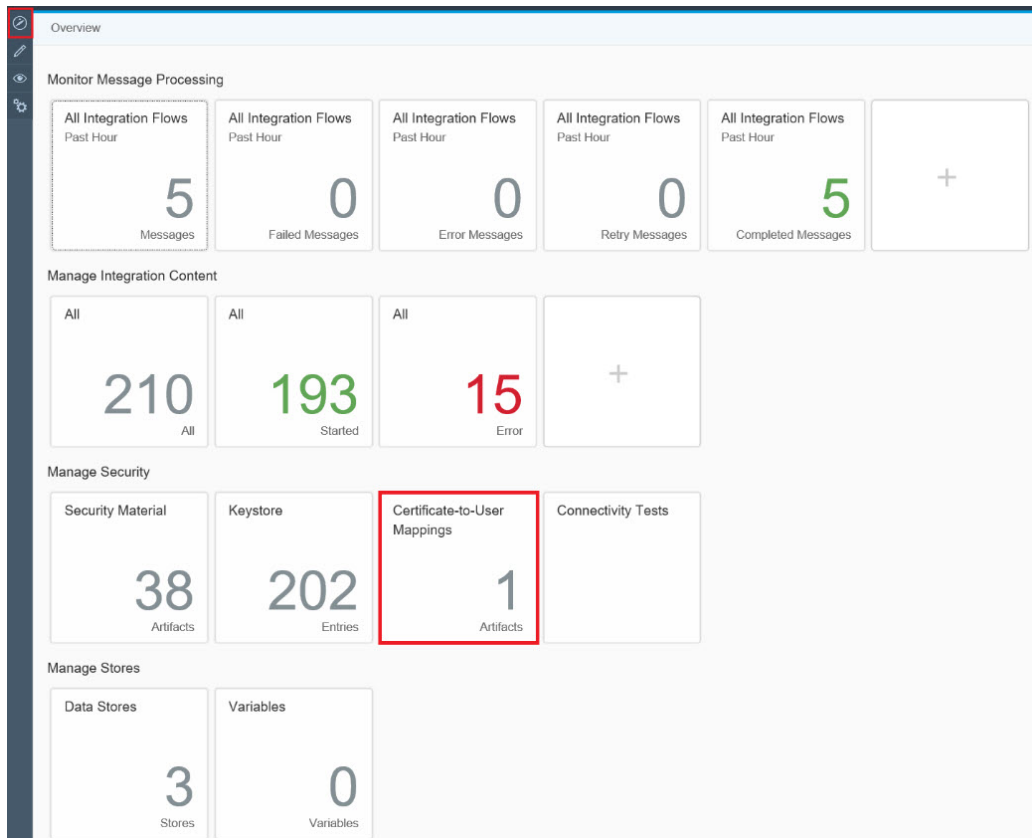 Overview
Monitor Message Processing
All Integration Flows
Past Hour
5
Messages
All Integration Flows
Past Hour
0
Failed Messages
All Integration Flows
Past Hour
0
Error Messages
All Integration Flows
Past Hour
0
Retry Messages
All Integration Flows
Past Hour
5
Completed Messages
+
Manage Integration Content
All
210
All
All
193
Started
All
15
Error
+
Manage Security
Security Material
38
Artifacts
Keystore
202
Entries
Certificate-to-User
Mappings
1
Artifacts
Connectivity Tests
Manage Stores
Data Stores
3
Stores
Variables
0
Variables